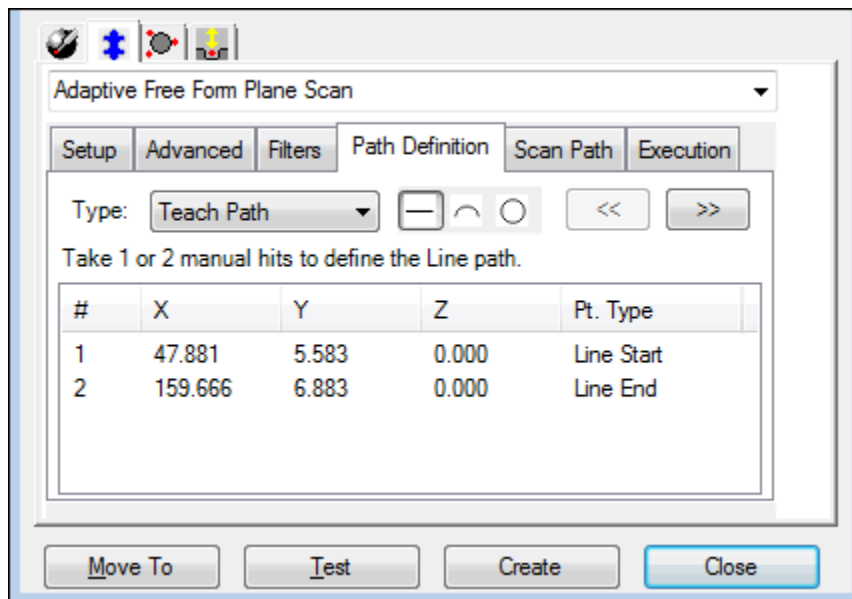 Adaptive Free Form Plane Scan
Setup Advanced Filters Path Definition Scan Path Execution
Type: Teach Path << >>
Take 1 or 2 manual hits to define the Line path.
# X Y Z Pt. Type
1 47.881 5.583 0.000 Line Start
2 159.666 6.883 0.000 Line End
Move To Test Create Close